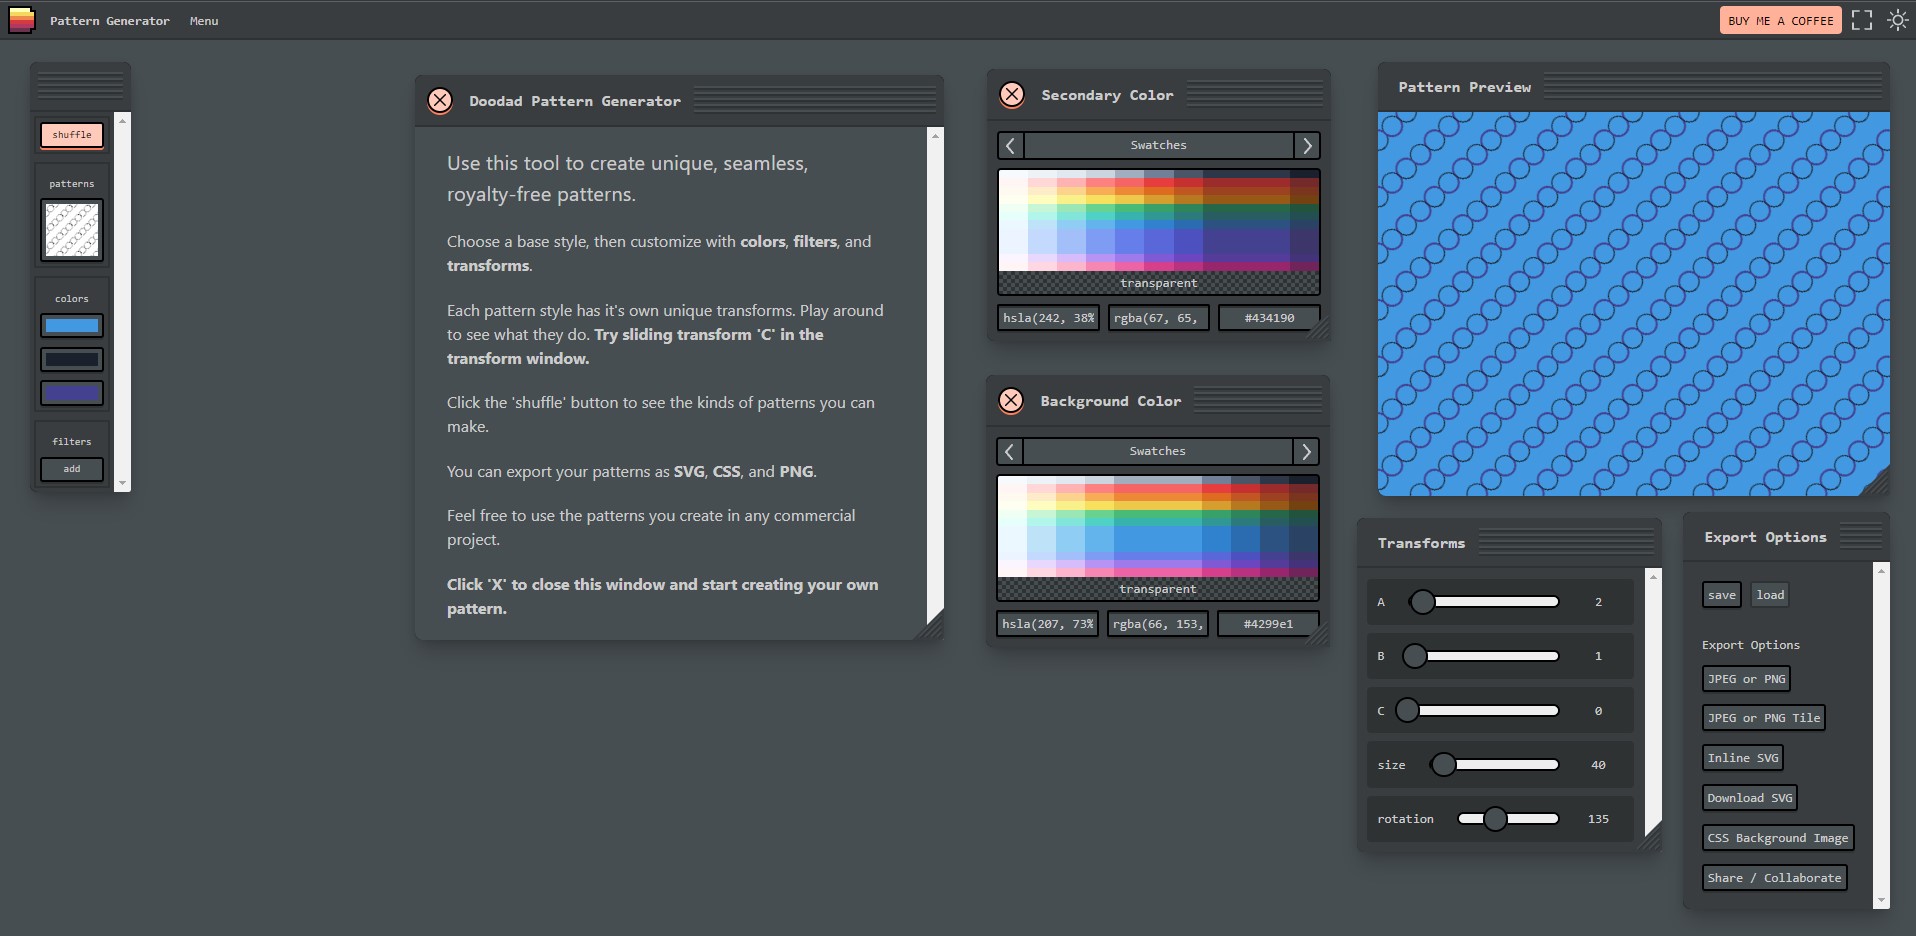 Pattern Generator
Menu
BUY ME A COFFEE
shuffle
patterns
colors
filters
add
Doodad Pattern Generator
Use this tool to create unique, seamless,
royalty-free patterns.
Choose a base style, then customize with colors, filters, and
transforms.
Each pattern style has it's own unique transforms. Play around
to see what they do. Try sliding transform 'C' in the
transform window.
Click the 'shuffle' button to see the kinds of patterns you can
make.
You can export your patterns as SVG, CSS, and PNG.
Feel free to use the patterns you create in any commercial
project.
Click 'X' to close this window and start creating your own
pattern.
Secondary Color
Swatches
transparent
hsla(242, 38%
rgba(67, 65,
#434190
Background Color
Swatches
transparent
hsla(207, 73%
rgba(66, 153,
#4299e1
Pattern Preview
Transforms
A 2
B 1
C 0
size 40
rotation 135
Export Options
save
load
Export Options
JPEG or PNG
JPEG or PNG Tile
Inline SVG
Download SVG
CSS Background Image
Share / Collaborate